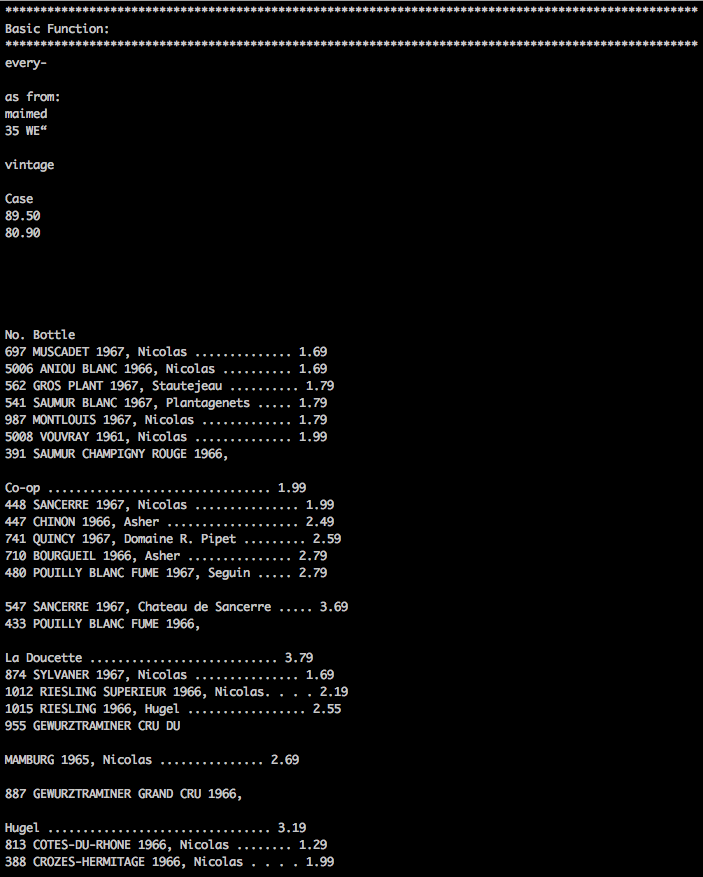 ****************************************************************************************************
Basic Function:
****************************************************************************************************
every-
as from:
maimed
35 WE“
vintage
Case
89.50
80.90
No. Bottle
697 MUSCADET 1967, Nicolas .............. 1.69
5006 ANIOU BLANC 1966, Nicolas ........... 1.69
562 GROS PLANT 1967, Stautejeau .......... 1.79
541 SAUMUR BLANC 1967, Plantagenets ..... 1.79
987 MONTLOUIS 1967, Nicolas ............. 1.79
5008 VOUVRAY 1961, Nicolas .............. 1.99
391 SAUMUR CHAMPIGNY ROUGE 1966,
Co-op ................................ 1.99
448 SANCERRE 1967, Nicolas ............... 1.99
447 CHINON 1966, Asher ................... 2.49
741 QUINCY 1967, Domaine R. Pipet ......... 2.59
710 BOURGUEIL 1966, Asher ............... 2.79
480 POUILLY BLANC FUME 1967, Seguin ..... 2.79
547 SANCERRE 1967, Chateau de Sancerre ..... 3.69
433 POUILLY BLANC FUME 1966,
La Doucette ........................... 3.79
874 SYLVANER 1967, Nicolas ............... 1.69
1012 RIESLING SUPERIEUR 1966, Nicolas. . . . 2.19
1015 RIESLING 1966, Hugel ................. 2.55
955 GEWURZTRAMINER CRU DU
MAMBURG 1965, Nicolas ............... 2.69
887 GEWURZTRAMINER GRAND CRU 1966,
Hugel ................................ 3.19
813 COTES-DU-RHONE 1966, Nicolas ........ 1.29
388 CROZES-HERMITAGE 1966, Nicolas . . . . 1.99